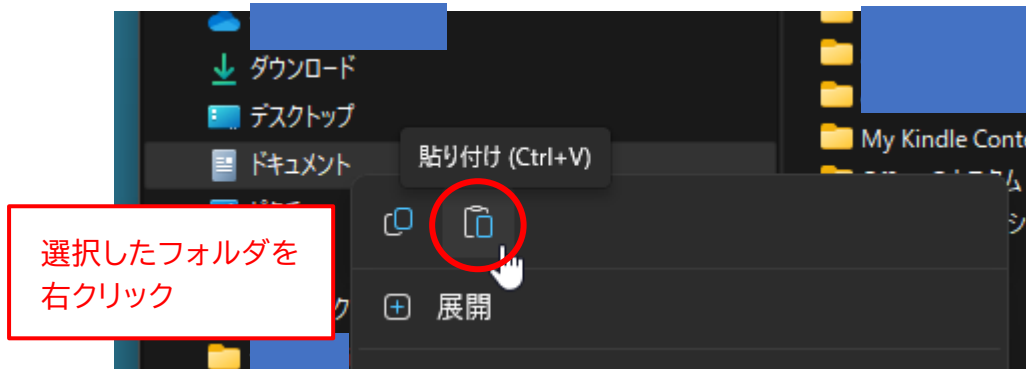 ダウンロード
デスクトップ
ドキュメント
貼り付け (Ctrl+V)
My Kindle Conte
選択したフォルダを
右クリック
展開